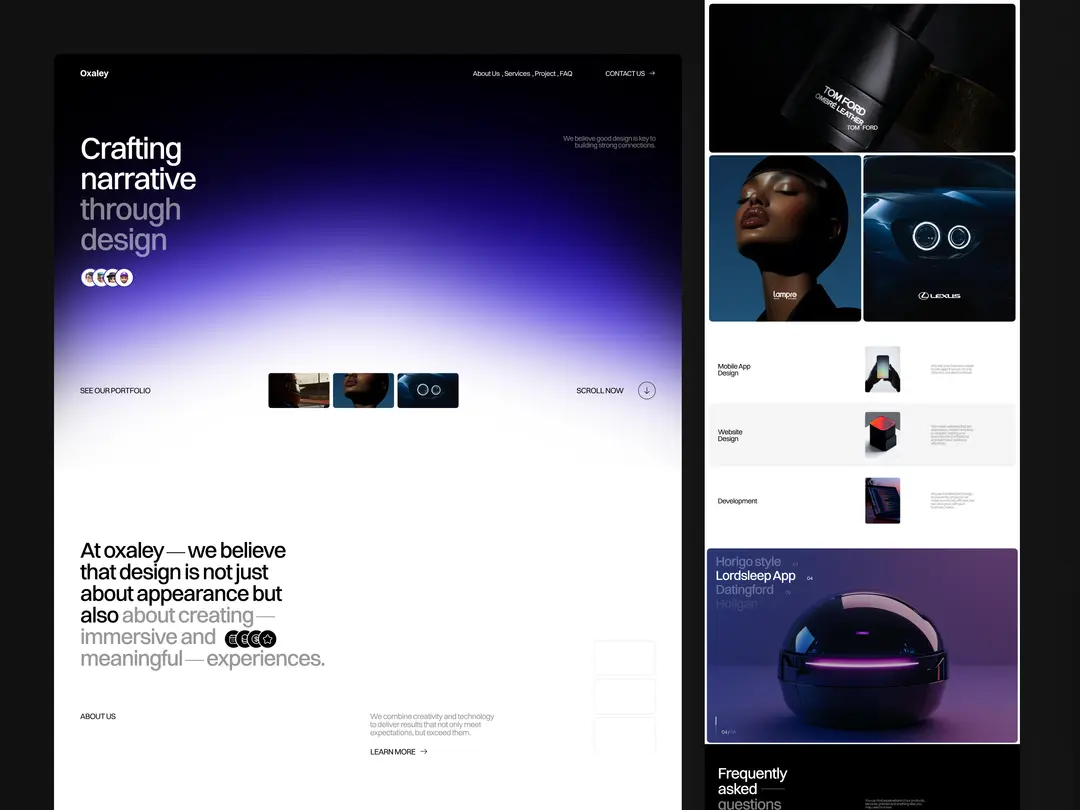 Oxaley
About Us , Services , Project , FAQ
CONTACT US
Crafting
narrative
through
design
We believe good design is key to
building strong connections.
SEE OUR PORTFOLIO
SCROLL NOW
At oxaley — we believe
that design is not just
about appearance but
also about creating —
immersive and
meaningful — experiences.
ABOUT US
We combine creativity and technology
to deliver results that not only meet
expectations, but exceed them.
LEARN MORE
TOM FORD
OMBRÉ LEATHER
TOM FORD
lampro
LEXUS
Mobile App
Design
Website
Design
Development
Horigo style
Lordsleep App 04
Datingford
Holigan
04/
Frequently
asked
questions